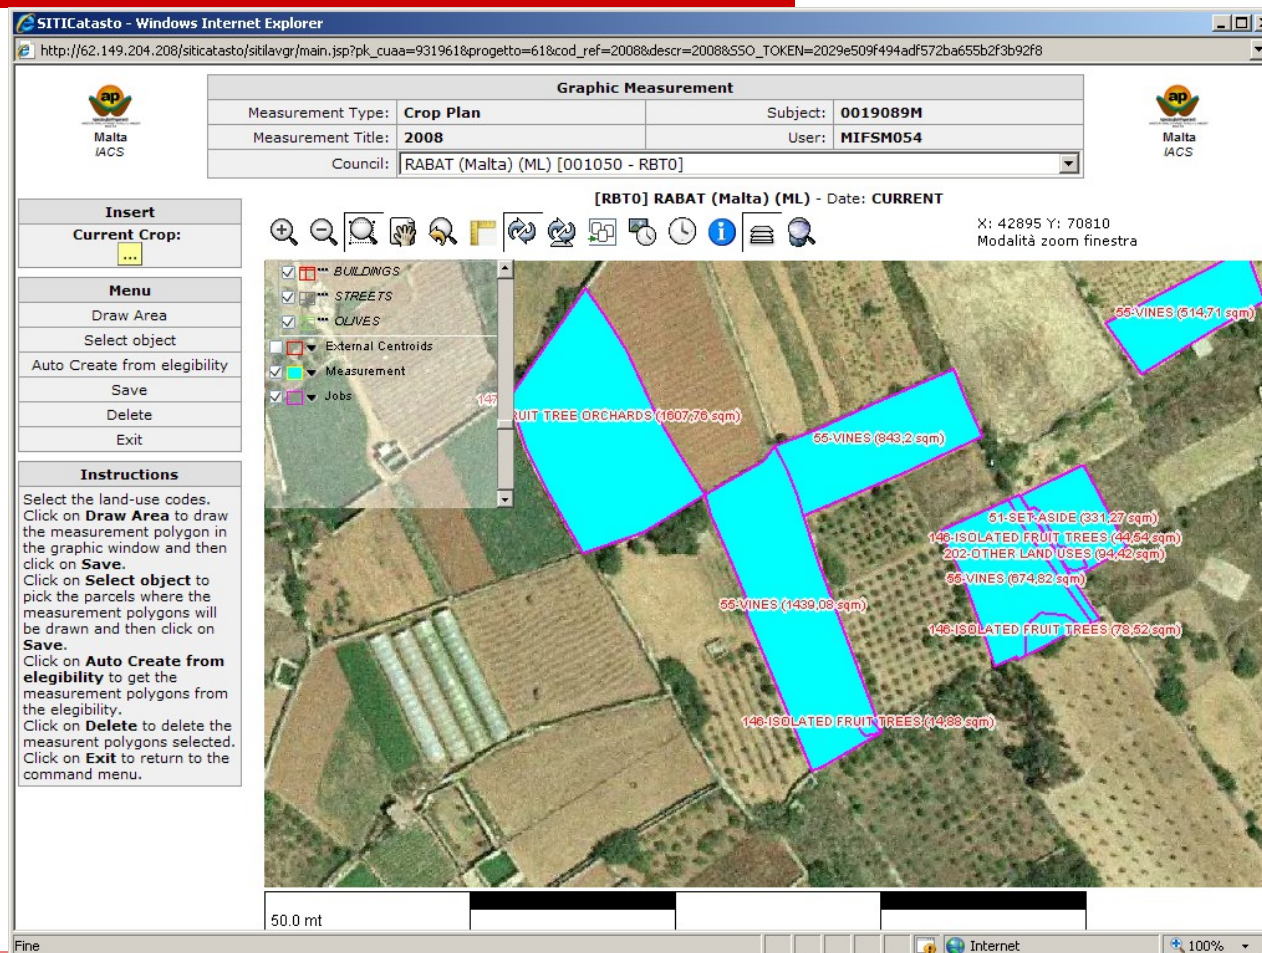 SITICatasto - Windows Internet Explorer
http://62.149.204.208/siticatasto/sitilavgr/main.jsp?pk_cuaa=931961&progetto=61&cod_ref=2008&descr=2008&SSO_TOKEN=2029e509f494adf572ba655b2f3b92f8
ap
Malta
IACS
Graphic Measurement
Measurement Type: Crop Plan Subject: 0019089M
Measurement Title: 2008 User: MIFSM054
Council: RABAT (Malta) (ML) [001050 - RBT0]
ap
Malta
IACS
[RBT0] RABAT (Malta) (ML) - Date: CURRENT
X: 42895 Y: 70810
Modalità zoom finestra
Insert
Current Crop:
...
Menu
Draw Area
Select object
Auto Create from elegibility
Save
Delete
Exit
Instructions
Select the land-use codes.
Click on Draw Area to draw
the measurement polygon in
the graphic window and then
click on Save.
Click on Select object to
pick the parcels where the
measurement polygons will
be drawn and then click on
Save.
Click on Auto Create from
elegibility to get the
measurement polygons from
the elegibility.
Click on Delete to delete the
measurent polygons selected.
Click on Exit to return to the
command menu.
BUILDINGS
STREETS
OLIVES
External Centroids
Measurement
Jobs
55-VINES (514,71 sqm)
147 RUIT TREE ORCHARDS (1607,76 sqm)
55-VINES (843,2 sqm)
51-SET-ASIDE (331,27 sqm)
146-ISOLATED FRUIT TREES (44,54 sqm)
202-OTHER LAND USES (94,42 sqm)
55-VINES (674,82 sqm)
55-VINES (1439,08 sqm)
146-ISOLATED FRUIT TREES (78,52 sqm)
146-ISOLATED FRUIT TREES (14,88 sqm)
50.0 mt
Fine
Internet
100%